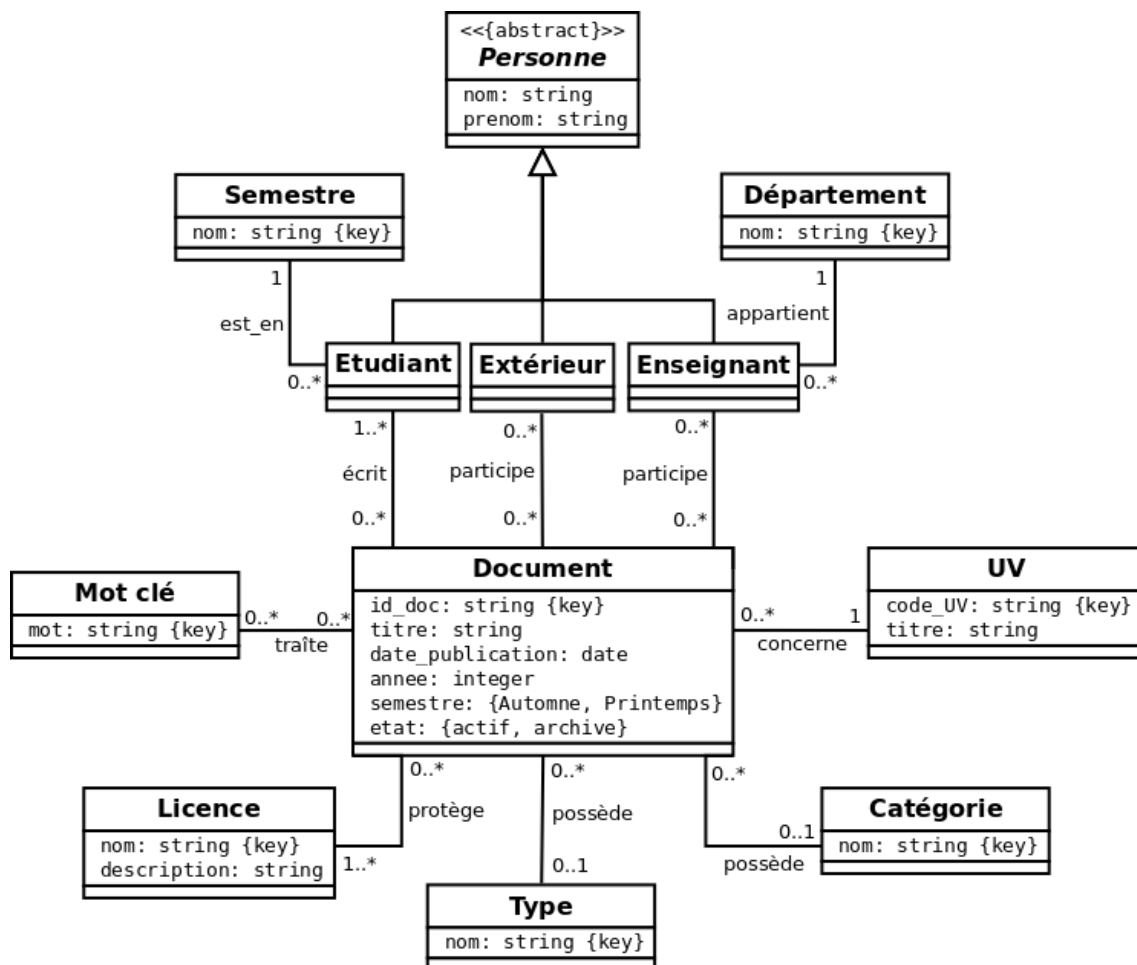 <<{abstract}>>
Personne
nom: string
prenom: string
Semestre
nom: string {key}
Département
nom: string {key}
1
1
est_en
appartient
0..*
0..*
Etudiant
Extérieur
Enseignant
1..*
0..*
0..*
écrit
participe
participe
0..*
0..*
0..*
Mot clé
mot: string {key}
0..*
0..*
traîte
Document
id_doc: string {key}
titre: string
date_publication: date
annee: integer
semestre: {Automne, Printemps}
etat: {actif, archive}
0..*
1
concerne
UV
code_UV: string {key}
titre: string
0..*
0..*
0..*
protège
possède
possède
1..*
0..1
0..1
Licence
nom: string {key}
description: string
Type
nom: string {key}
Catégorie
nom: string {key}